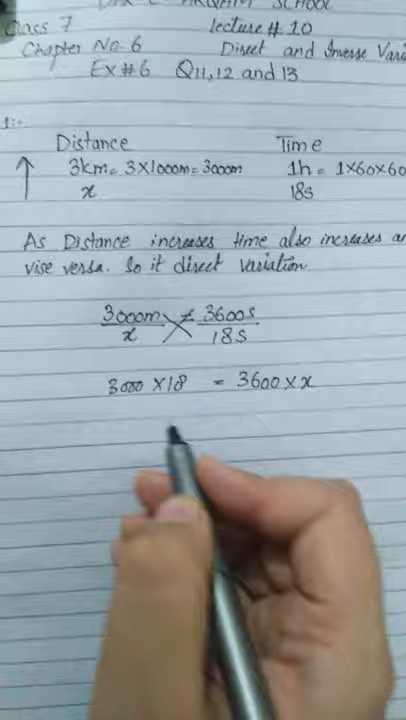 SCHOOL
Class 7 lecture # 10
Chapter No. 6 Direct and Inverse
Ex # 6 Q11,12 and 13
1:-
Distance Time
3km = 3×1000m = 3000m 1h = 1×60×60
x 18s
As Distance increases time also increases
vise versa. So it direct variation
3000m = 3600s
x 18s
3000 × 18 = 3600 × x